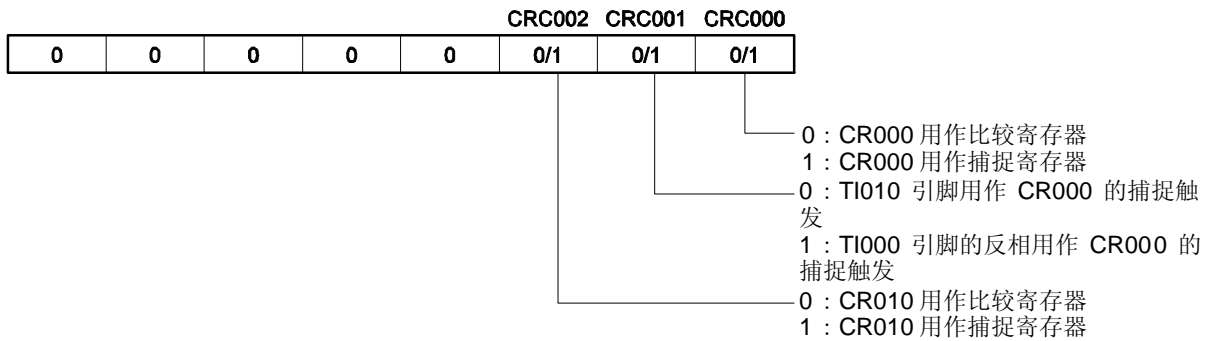 CRC002 CRC001 CRC000
0 0 0 0 0 0/1 0/1 0/1
0：CR000 用作比较寄存器
1：CR000 用作捕捉寄存器
0：TI010 引脚用作 CR000 的捕捉触
发
1：TI000 引脚的反相用作 CR000 的
捕捉触发
0：CR010 用作比较寄存器
1：CR010 用作捕捉寄存器